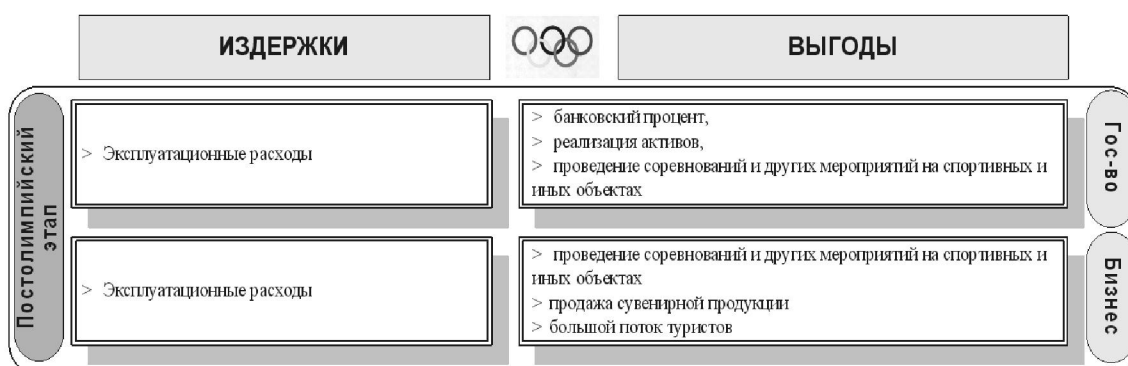 ИЗДЕРЖКИ
ВЫГОДЫ
Постолимпийский
этап
> Эксплуатационные расходы
> банковский процент,
> реализация активов,
> проведение соревнований и других мероприятий на спортивных и
иных объектах
Гос-во
> Эксплуатационные расходы
> проведение соревнований и других мероприятий на спортивных и
иных объектах
> продажа сувенирной продукции
> большой поток туристов
Бизнес